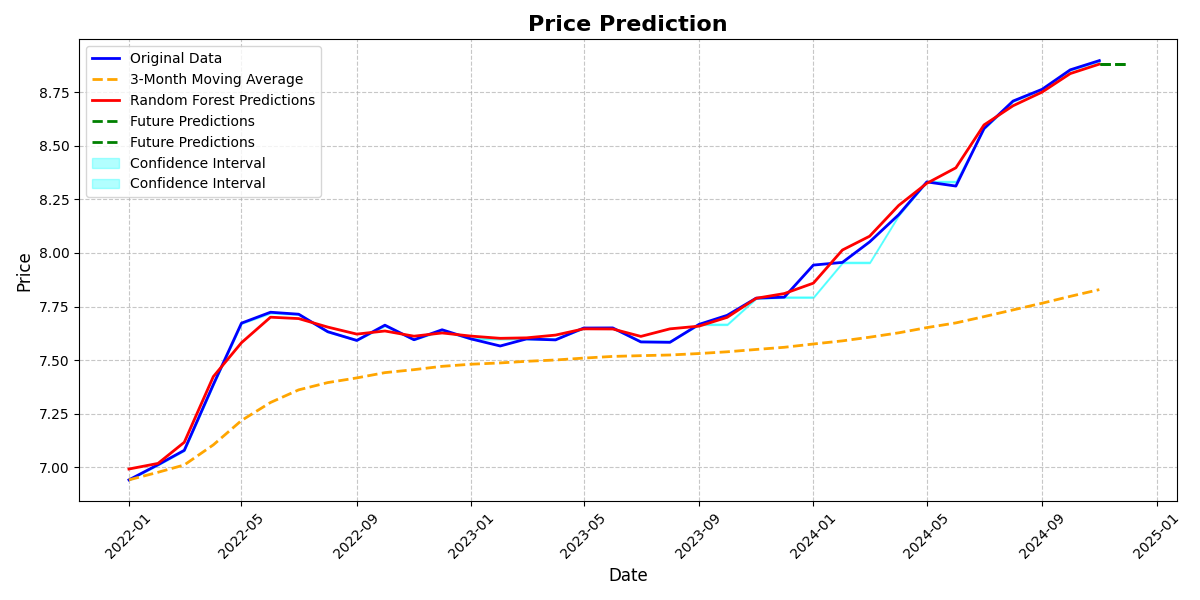 Price Prediction
Original Data
3-Month Moving Average
Random Forest Predictions
Future Predictions
Future Predictions
Confidence Interval
Confidence Interval
Price
8.75
8.50
8.25
8.00
7.75
7.50
7.25
7.00
2022-01
2022-05
2022-09
2023-01
2023-05
2023-09
2024-01
2024-05
2024-09
2025-01
Date